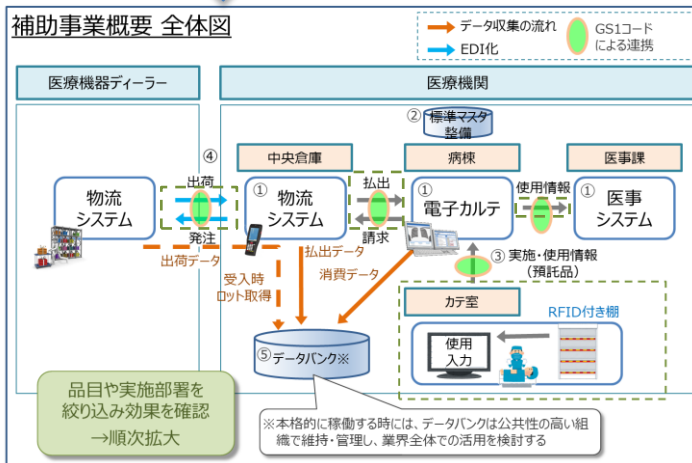 補助事業概要 全体図
データ収集の流れ
EDI化
GS1コード
による連携
医療機器ディーラー
医療機関
②標準マスタ
整備
④
中央倉庫
病棟
医事課
物流
システム
出荷
発注
①
物流
システム
払出
請求
①
電子カルテ
使用情報
①
医事
システム
出荷データ
受入時
ロット取得
払出データ
消費データ
③実施・使用情報
（預託品）
カテ室
RFID付き棚
使用
入力
⑤データバンク※
品目や実施部署を
絞り込み効果を確認
→順次拡大
※本格的に稼働する時には、データバンクは公共性の高い組
織で維持・管理し、業界全体での活用を検討する